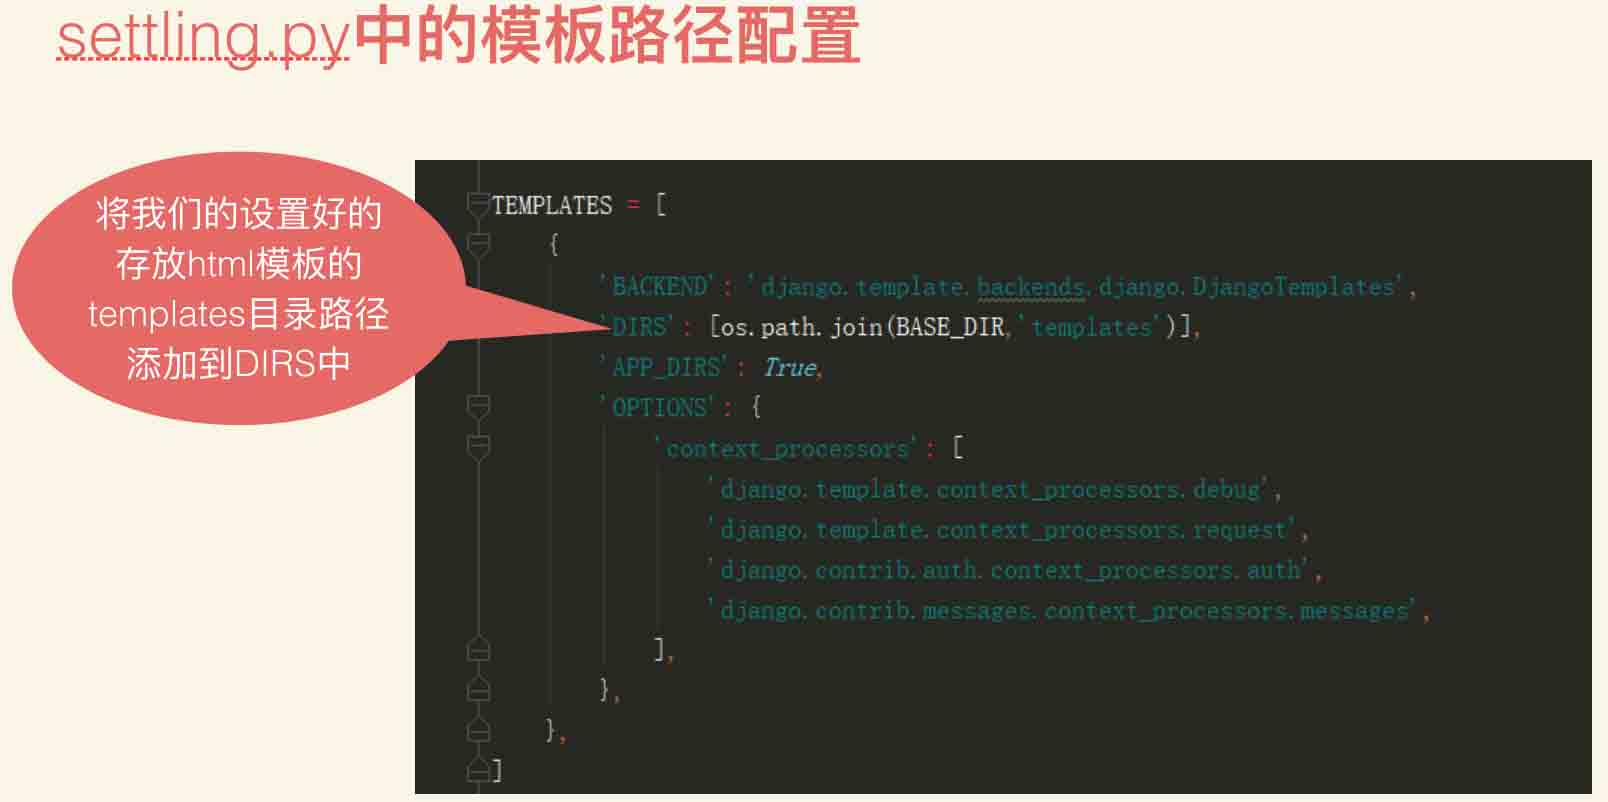 settling.py中的模板路径配置
将我们的设置好的
存放html模板的
templates目录路径
添加到DIRS中
TEMPLATES = [
{
'BACKEND': 'django.template.backends.django.DjangoTemplates',
'DIRS': [os.path.join(BASE_DIR,'templates')],
'APP_DIRS': True,
'OPTIONS': {
'context_processors': [
'django.template.context_processors.debug',
'django.template.context_processors.request',
'django.contrib.auth.context_processors.auth',
'django.contrib.messages.context_processors.messages',
],
},
},
]